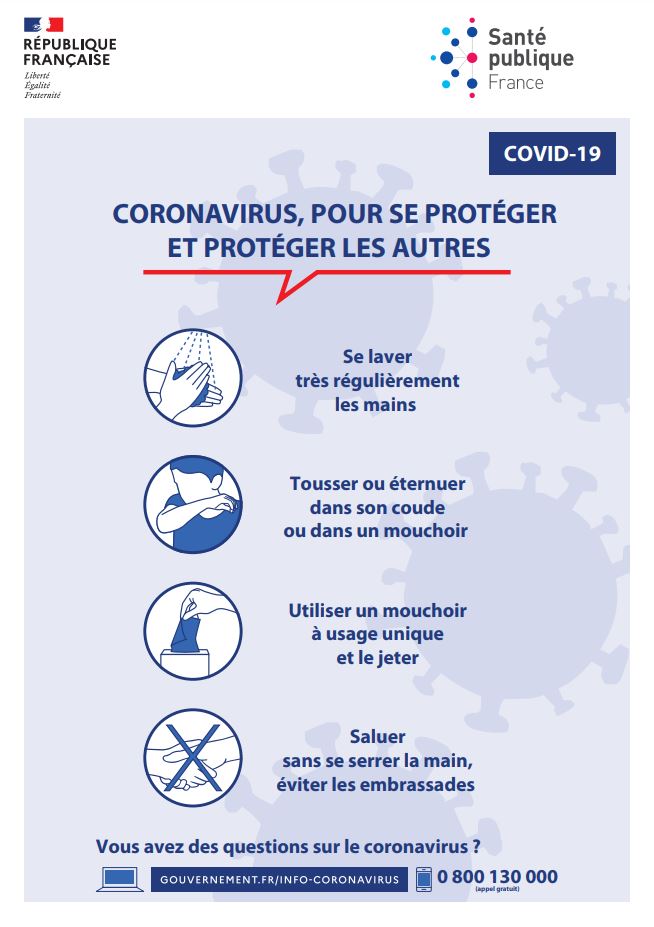 RÉPUBLIQUE
FRANÇAISE
Liberté
Égalité
Fraternité
Santé
publique
France
COVID-19
CORONAVIRUS, POUR SE PROTÉGER
ET PROTÉGER LES AUTRES
Se laver
très régulièrement
les mains
Tousser ou éternuer
dans son coude
ou dans un mouchoir
Utiliser un mouchoir
à usage unique
et le jeter
Saluer
sans se serrer la main,
éviter les embrassades
Vous avez des questions sur le coronavirus ?
GOUVERNEMENT.FR/INFO-CORONAVIRUS
0 800 130 000
(appel gratuit)